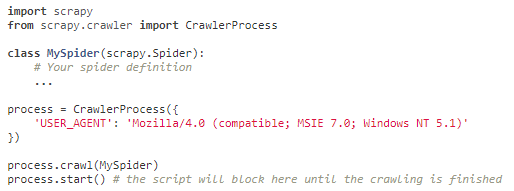 import scrapy
from scrapy.crawler import CrawlerProcess
class MySpider(scrapy.Spider):
# Your spider definition
...
process = CrawlerProcess({
'USER_AGENT': 'Mozilla/4.0 (compatible; MSIE 7.0; Windows NT 5.1)'
})
process.crawl(MySpider)
process.start() # the script will block here until the crawling is finished